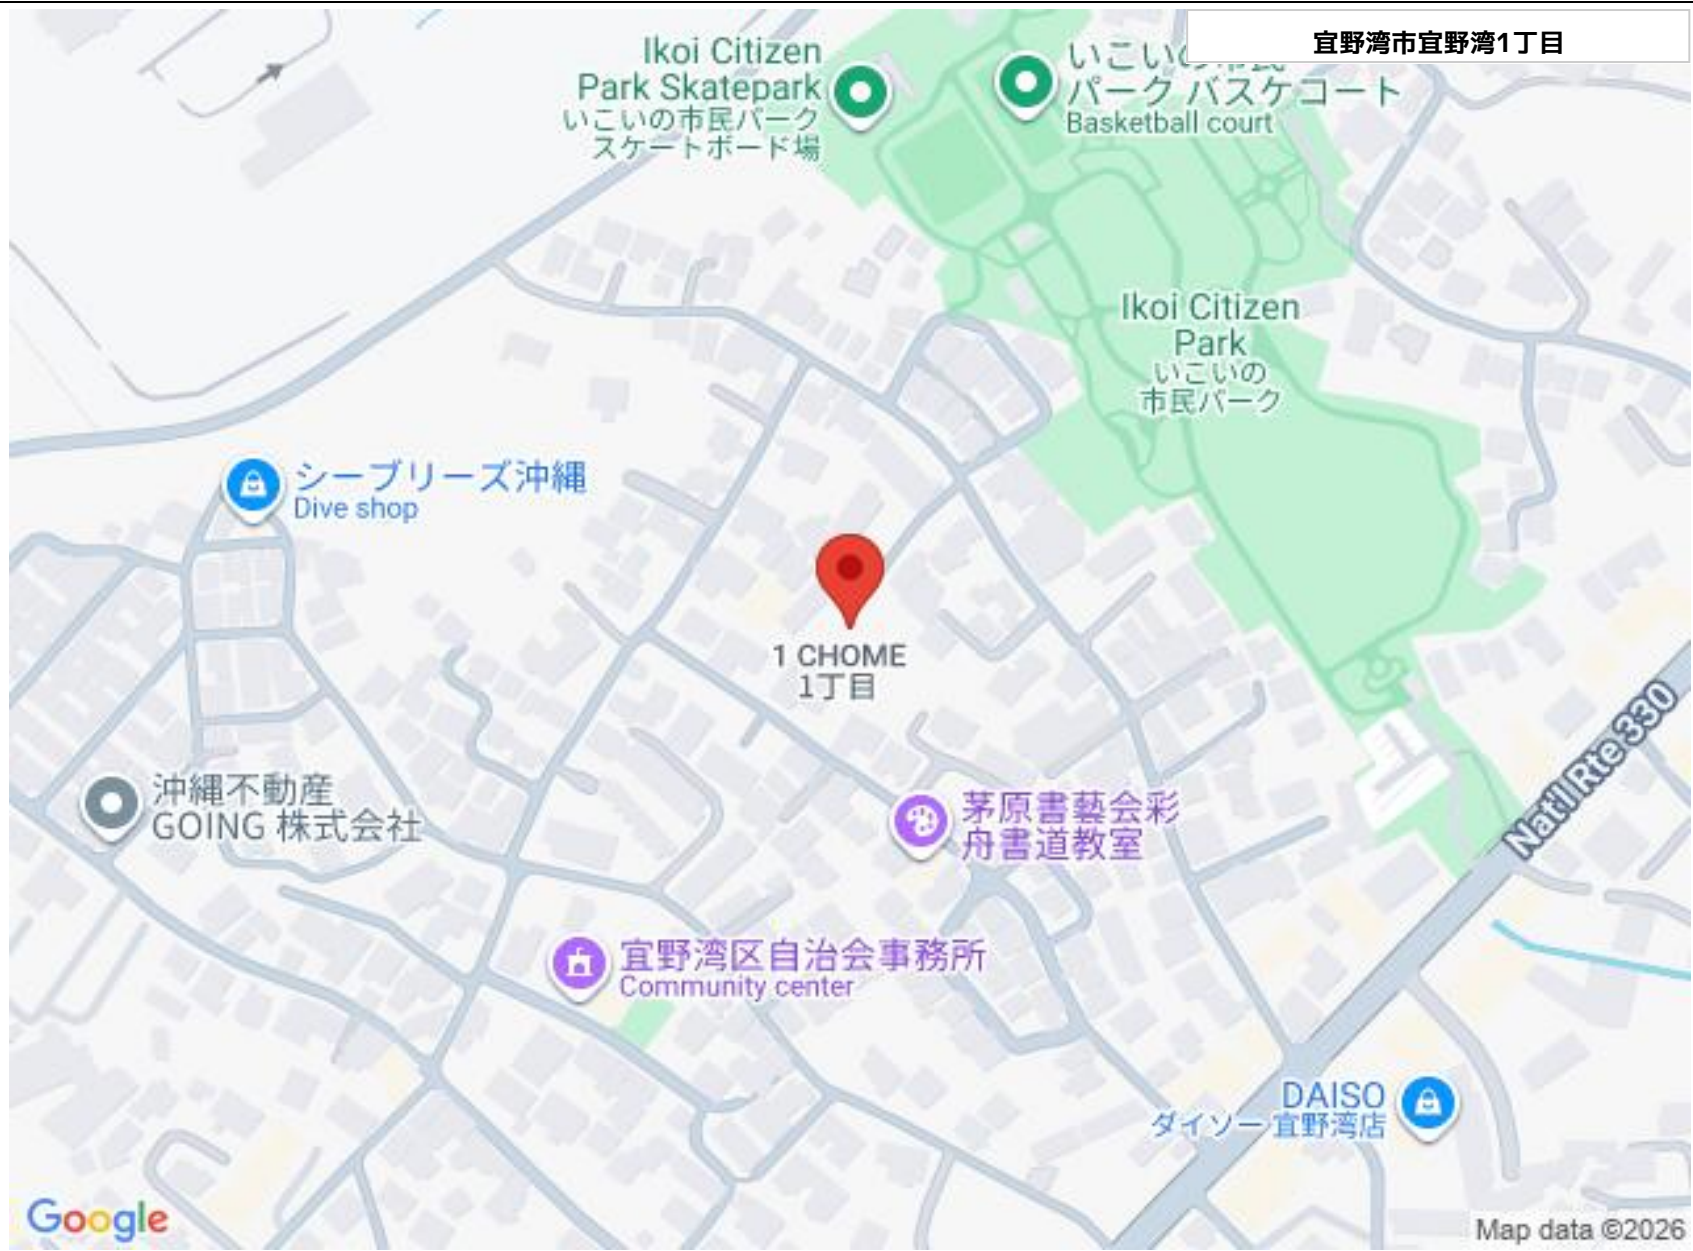 宜野湾市宜野湾1丁目
Ikoi Citizen
Park Skatepark
いこいの市民パーク
スケートボード場
いこいの市民
パーク バスケコート
Basketball court
Ikoi Citizen
Park
いこいの
市民パーク
シーブリーズ沖縄
Dive shop
1 CHOME
1丁目
Nat'l Rte 330
沖縄不動産
GOING 株式会社
茅原書藝会彩
舟書道教室
宜野湾区自治会事務所
Community center
DAISO
ダイソー 宜野湾店
Google
Map data ©2026